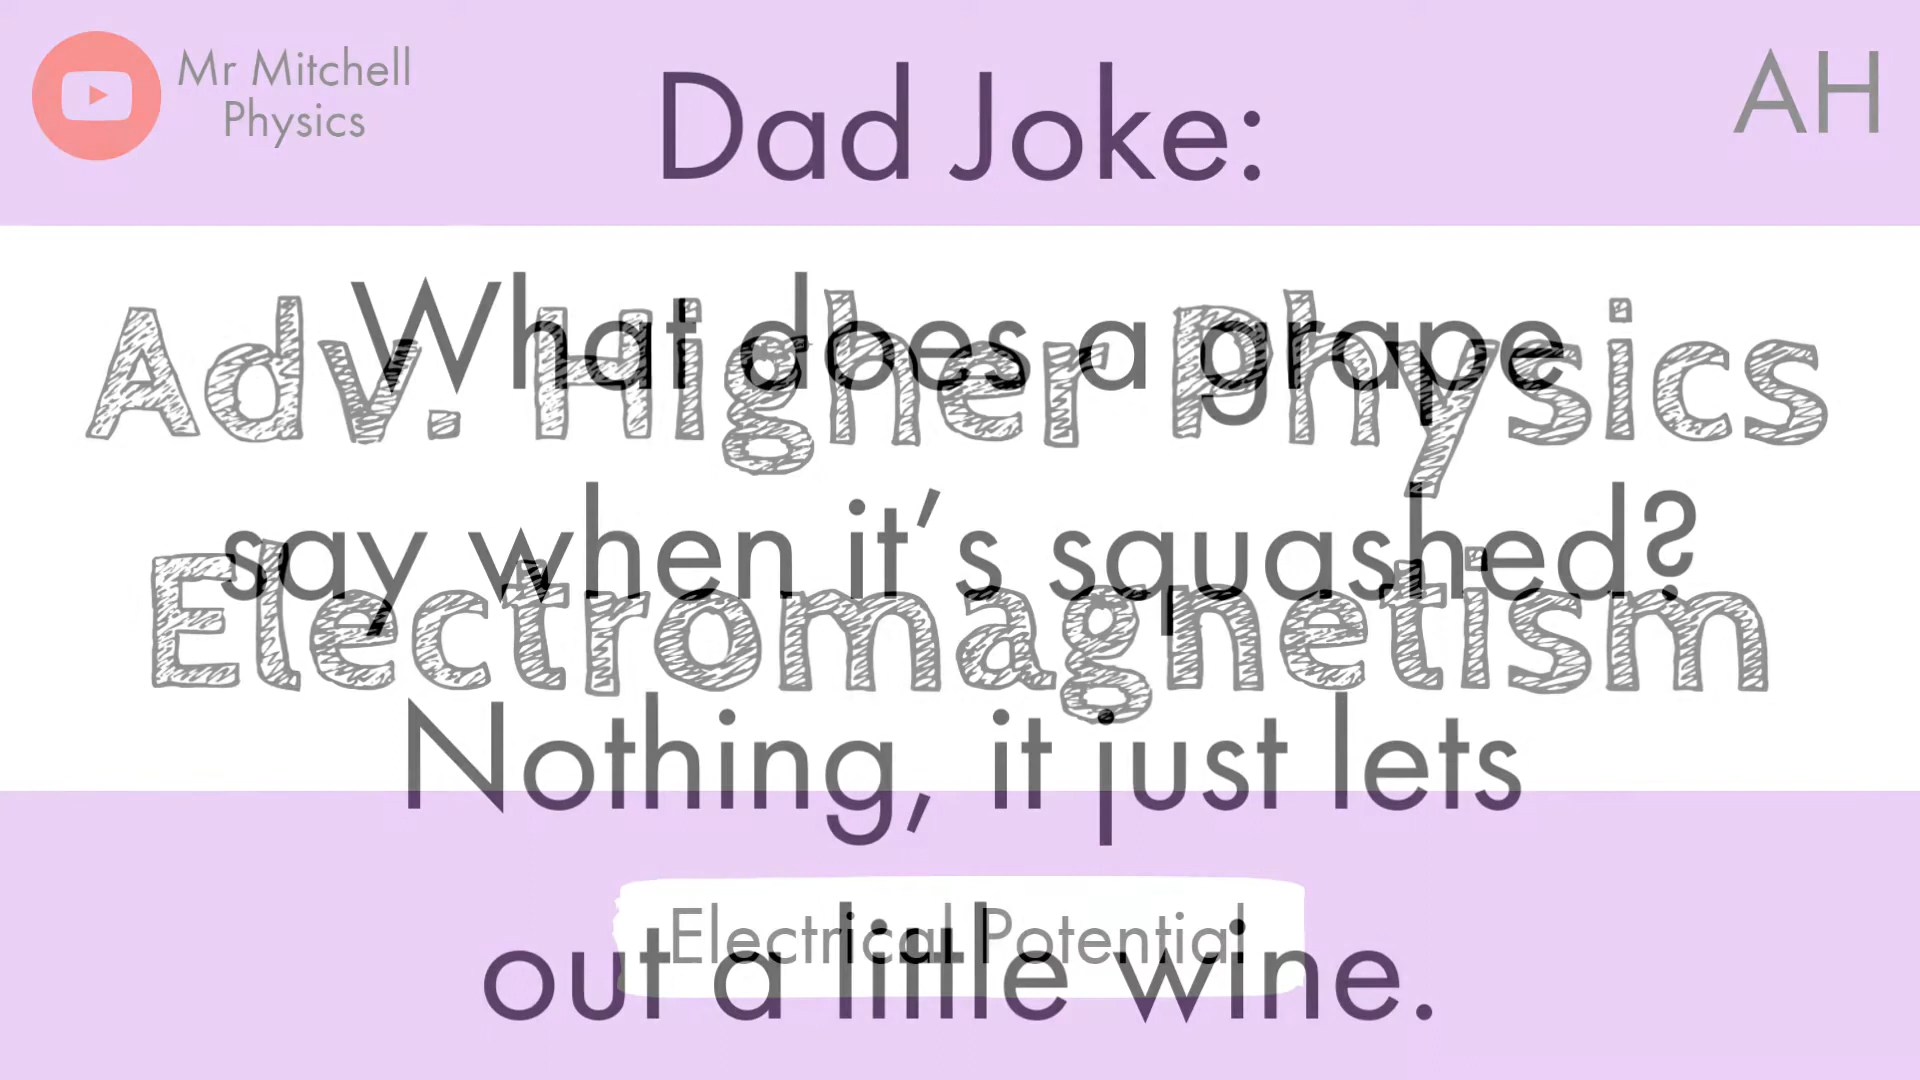 Mr Mitchell
Physics
AH
Dad Joke:
What does a grape
say when it’s squashed?
Nothing, it just lets
out a little wine.
Adv. Higher Physics
Electromagnetism
Electrical Potential